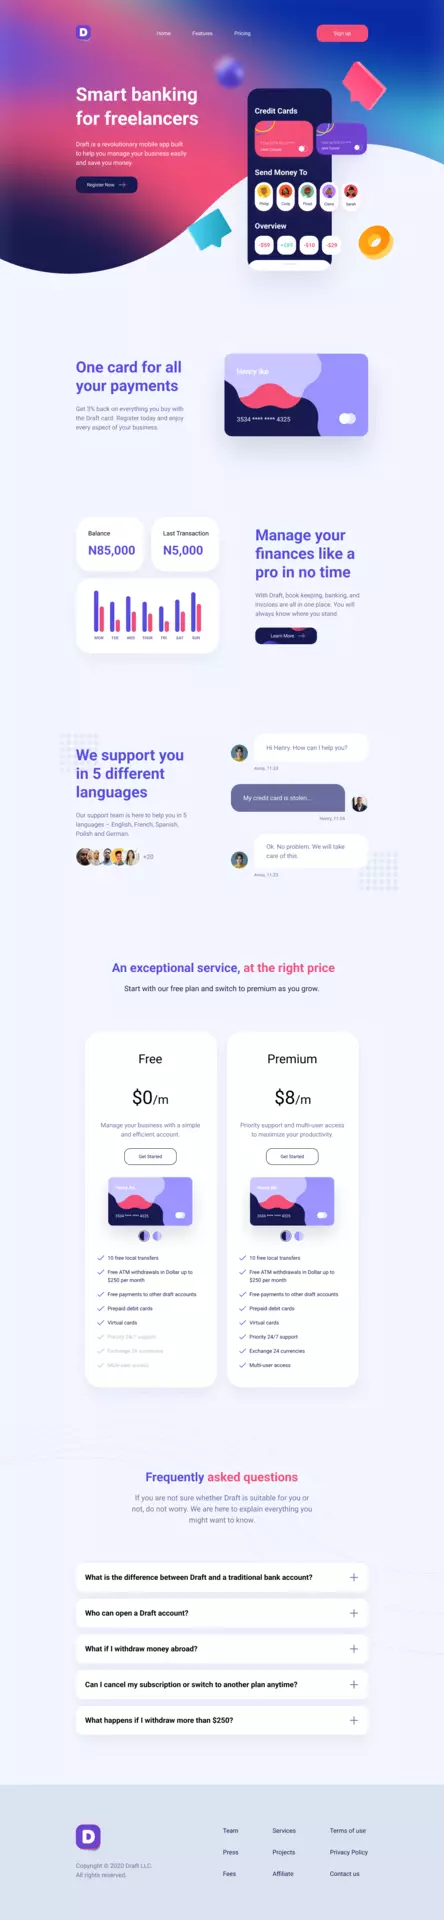 D
Home
Features
Pricing
Sign up
Smart banking
for freelancers
Draft is a revolutionary mobile app built
to help you manage your business easily
and save you money.
Register Now
Credit Cards
Send Money To
Philip
Cindy
Floyd
Claire
Sarah
Overview
-$59
+$89
-$10
-$29
One card for all
your payments
Get 3% back on everything you buy with
the Draft card. Register today and enjoy
every aspect of your business.
Henry Ike
3534 **** **** 4325
Balance
N85,000
Last Transaction
N5,000
MON
TUE
WED
THUR
FRI
SAT
SUN
Manage your
finances like a
pro in no time
With Draft, book keeping, banking, and
Invoices are all in one place. You will
always know where you stand.
Learn More
We support you
in 5 different
languages
Our support team is here to help you in 5
languages – English, French, Spanish,
Polish and German.
+20
Hi Henry. How can I help you?
Anna, 11:20
My credit card is stolen...
Ok. No problem. We will take
care of this.
Anna, 11:25
An exceptional service, at the right price
Start with our free plan and switch to premium as you grow.
Free
$0/m
Manage your business with a simple
and efficient account.
Get Started
3534 **** **** 4325
10 free local transfers
Free ATM withdrawals in Dollar up to
$250 per month
Free payments to other draft accounts
Prepaid debit cards
Virtual cards
Priority 24/7 support
Exchange 24 currencies
Multi-user access
Premium
$8/m
Priority support and multi-user access
to maximize your productivity
Get Started
3534 **** **** 4325
10 free local transfers
Free ATM withdrawals in Dollar up to
$250 per month
Free payments to other draft accounts
Prepaid debit cards
Virtual cards
Priority 24/7 support
Exchange 24 currencies
Multi-user access
Frequently asked questions
If you are not sure whether Draft is suitable for you or
not, do not worry. We are here to explain everything you
might want to know.
What is the difference between Draft and a traditional bank account?
Who can open a Draft account?
What if I withdraw money abroad?
Can I cancel my subscription or switch to another plan anytime?
What happens if I withdraw more than $250?
D
Copyright © 2020 Draft LLC.
All rights reserved.
Team
Services
Terms of use
Press
Projects
Privacy Policy
Fees
Affiliate
Contact us